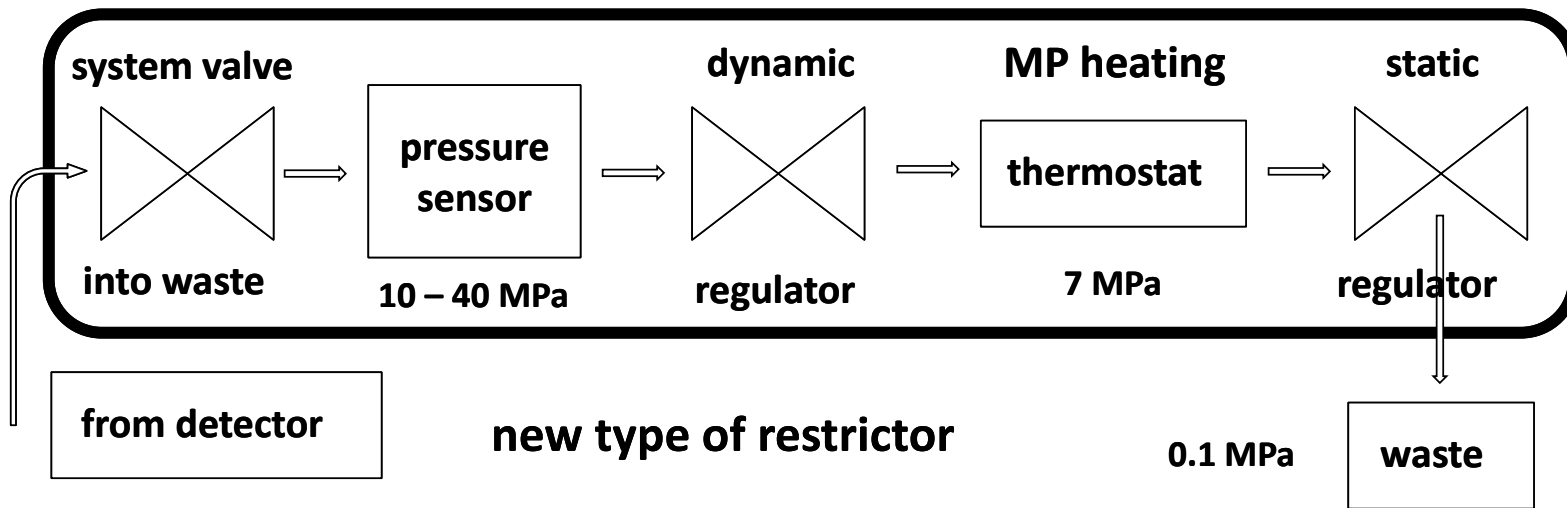 system valve
into waste
pressure
sensor
10 – 40 MPa
dynamic
regulator
MP heating
thermostat
7 MPa
static
regulator
from detector
new type of restrictor
0.1 MPa
waste